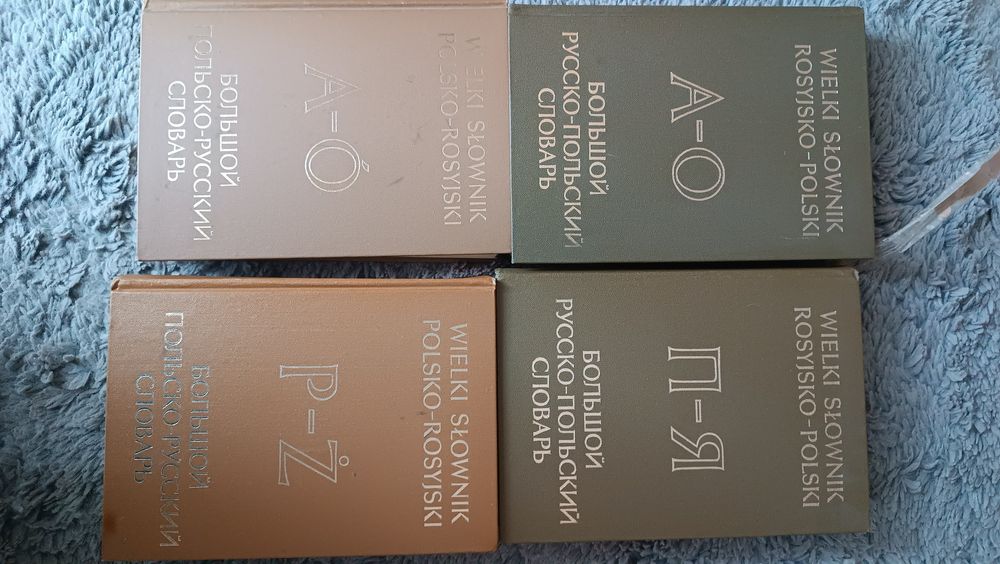 WIELKI SŁOWNIK
ROSYJSKO-POLSKI
А-О
БОЛЬШОЙ
РУССКО-ПОЛЬСКИЙ
СЛОВАРЬ
WIELKI SŁOWNIK
ROSYJSKO-POLSKI
П-Я
БОЛЬШОЙ
РУССКО-ПОЛЬСКИЙ
СЛОВАРЬ
WIELKI SŁOWNIK
POLSKO-ROSYJSKI
A-Ó
БОЛЬШОЙ
ПОЛЬСКО-РУССКИЙ
СЛОВАРЬ
WIELKI SŁOWNIK
POLSKO-ROSYJSKI
P-Ż
БОЛЬШОЙ
ПОЛЬСКО-РУССКИЙ
СЛОВАРЬ